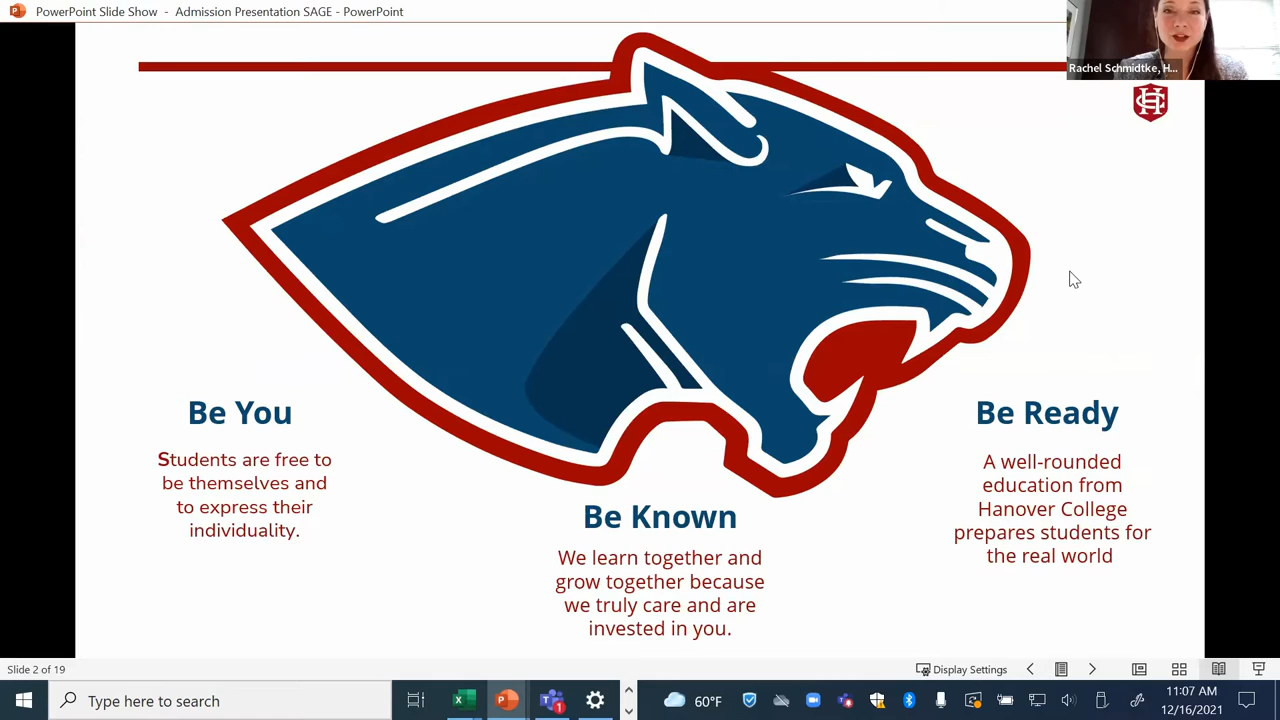 PowerPoint Slide Show - Admission Presentation SAGE - PowerPoint
Rachel Schmidtke, H...
Be You
Students are free to
be themselves and
to express their
individuality.
Be Known
We learn together and
grow together because
we truly care and are
invested in you.
Be Ready
A well-rounded
education from
Hanover College
prepares students for
the real world
Slide 2 of 19
Display Settings
Type here to search
1
60°F
11:07 AM
12/16/2021